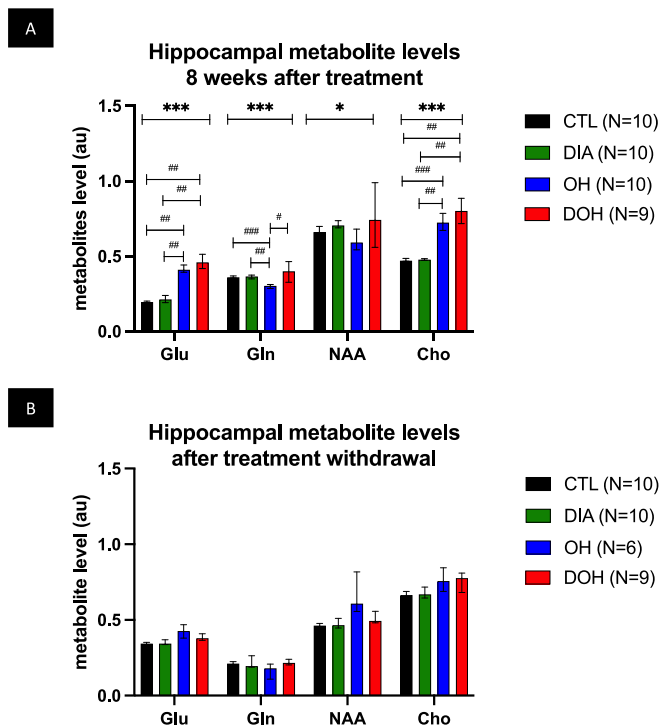 A
Hippocampal metabolite levels
8 weeks after treatment
metabolites level (au)
1.5
1.0
0.5
0.0
***
***
*
***
##
##
##
##
###
##
#
##
##
###
##
Glu
Gln
NAA
Cho
CTL (N=10)
DIA (N=10)
OH (N=10)
DOH (N=9)
B
Hippocampal metabolite levels
after treatment withdrawal
metabolite level (au)
1.5
1.0
0.5
0.0
Glu
Gln
NAA
Cho
CTL (N=10)
DIA (N=10)
OH (N=6)
DOH (N=9)